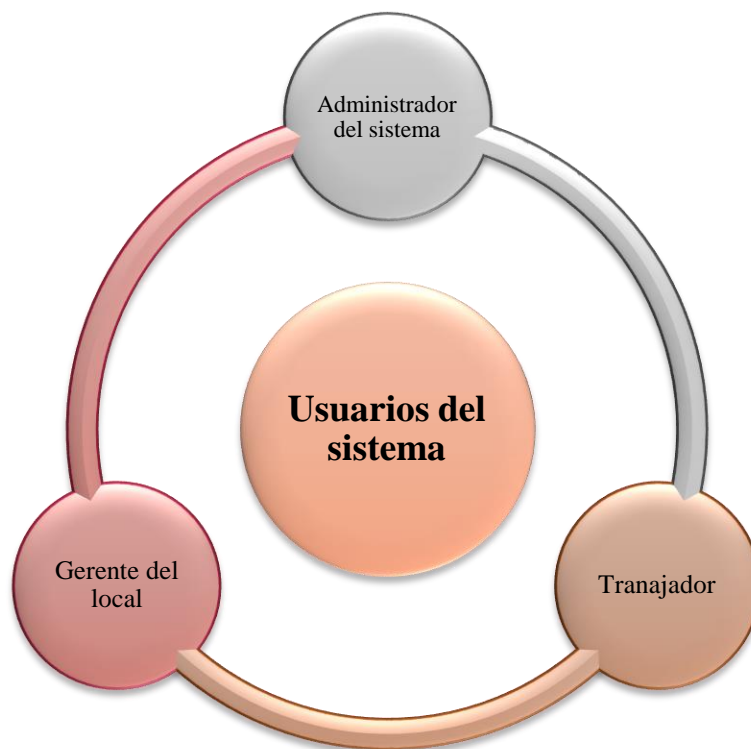 Administrador
del sistema
Usuarios del
sistema
Gerente del
local
Tranajador